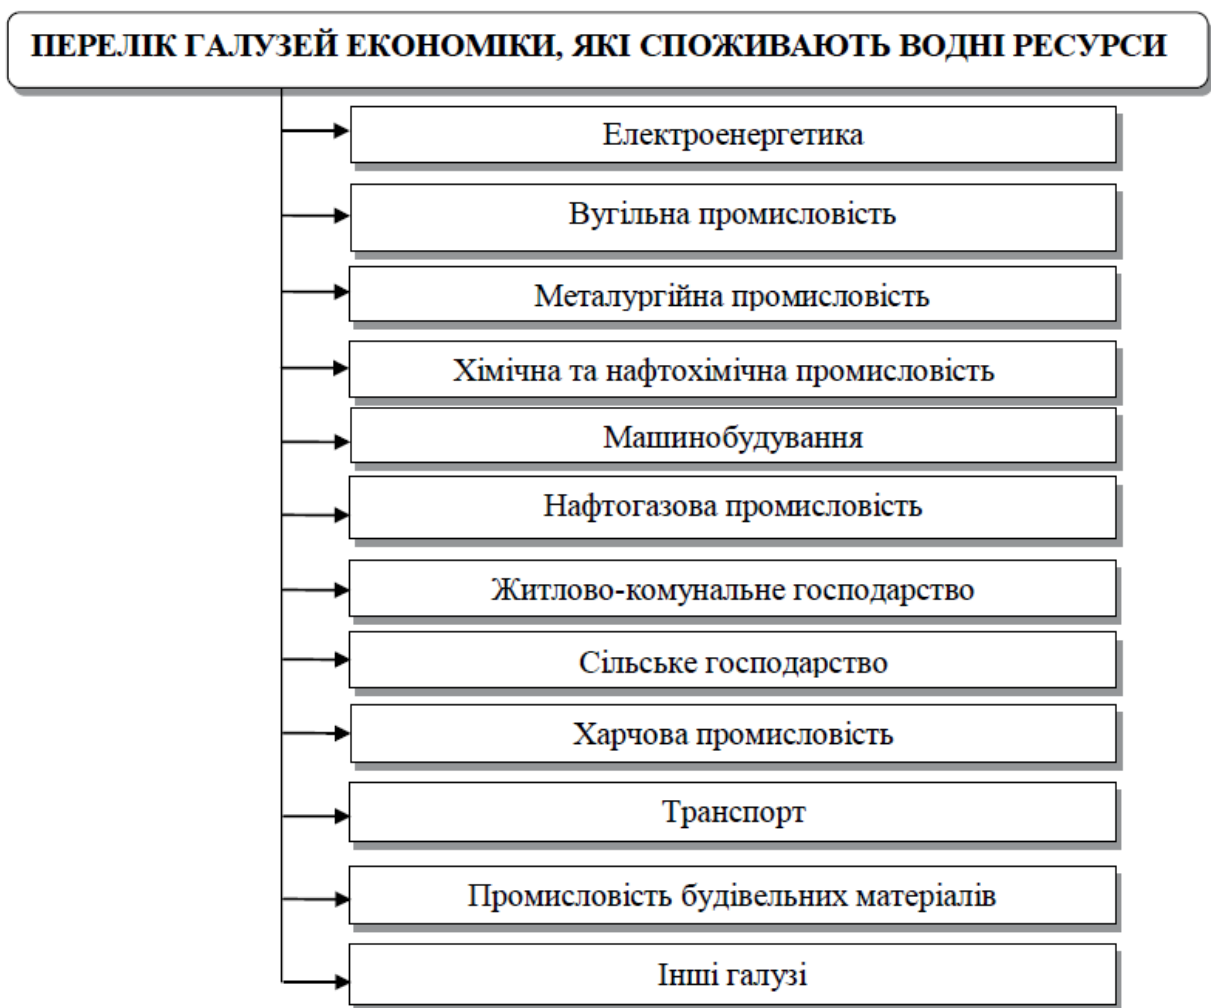 ПЕРЕЛІК ГАЛУЗЕЙ ЕКОНОМІКИ, ЯКІ СПОЖИВАЮТЬ ВОДНІ РЕСУРСИ
Електроенергетика
Вугільна промисловість
Металургійна промисловість
Хімічна та нафтохімічна промисловість
Машинобудування
Нафтогазова промисловість
Житлово-комунальне господарство
Сільське господарство
Харчова промисловість
Транспорт
Промисловість будівельних матеріалів
Інші галузі